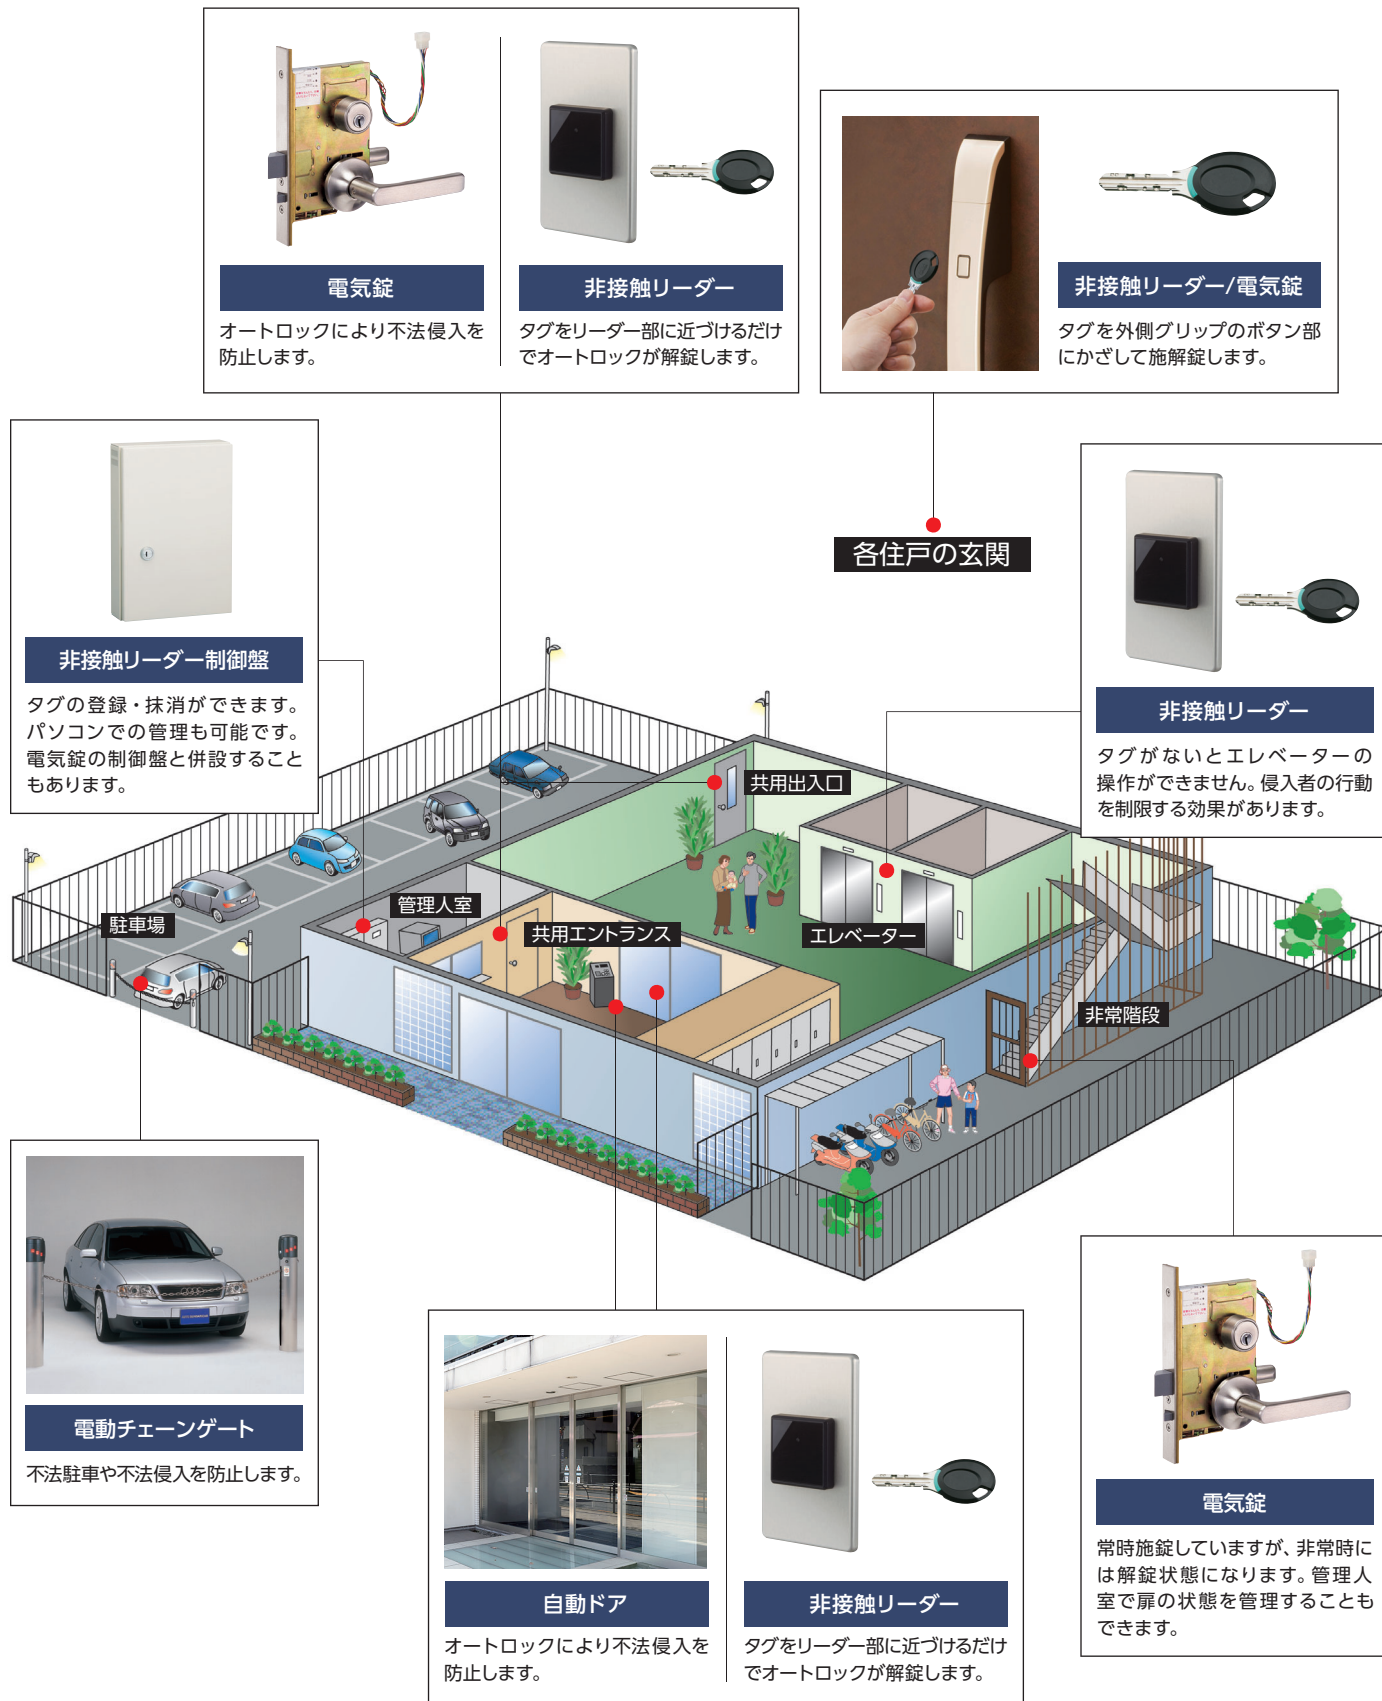 電気錠
オートロックにより不法侵入を
防止します。
非接触リーダー
タグをリーダー部に近づけるだけ
でオートロックが解錠します。
非接触リーダー/電気錠
タグを外側グリップのボタン部
にかざして施解錠します。
各住戸の玄関
非接触リーダー制御盤
タグの登録・抹消ができます。
パソコンでの管理も可能です。
電気錠の制御盤と併設すること
もあります。
非接触リーダー
タグがないとエレベーターの
操作ができません。侵入者の行動
を制限する効果があります。
共用出入口
管理人室
駐車場
共用エントランス
エレベーター
非常階段
電動チェーンゲート
不法駐車や不法侵入を防止します。
自動ドア
オートロックにより不法侵入を
防止します。
非接触リーダー
タグをリーダー部に近づけるだけ
でオートロックが解錠します。
電気錠
常時施錠していますが、非常時に
は解錠状態になります。管理人
室で扉の状態を管理することも
できます。